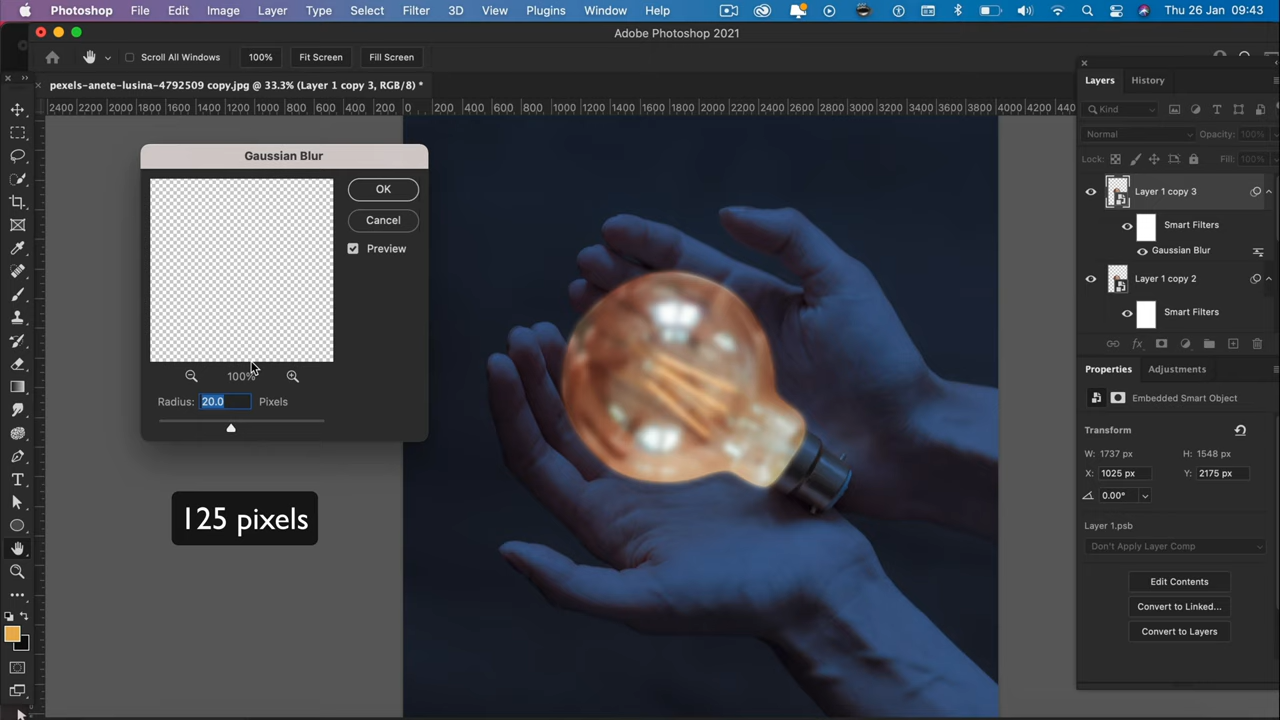 Photoshop File Edit Image Layer Type Select Filter 3D View Plugins Window Help Thu 26 Jan 09:43
Adobe Photoshop 2021
Scroll All Windows 100% Fit Screen Fill Screen
pexels-anete-lusina-4792509 copy.jpg @ 33.3% (Layer 1 copy 3, RGB/8) *
2400 2200 2000 1800 1600 1400 1200 1000 800 600 400 200 0 200 400 600 800 1000 1200 1400 1600 1800 2000 2200 2400 2600 2800 3000 3200 3400 3600 3800 4000 4200 44
Layers History
Kind
Normal Opacity: 100%
Lock: Fill: 100%
Layer 1 copy 3
Smart Filters
Gaussian Blur
Layer 1 copy 2
Smart Filters
fx
Properties Adjustments
Embedded Smart Object
Transform
W: 1737 px H: 1548 px
X: 1025 px Y: 2175 px
0.00°
Layer 1.psb
Don't Apply Layer Comp
Edit Contents
Convert to Linked...
Convert to Layers
Gaussian Blur
OK
Cancel
Preview
100%
Radius: 20.0 Pixels
125 pixels